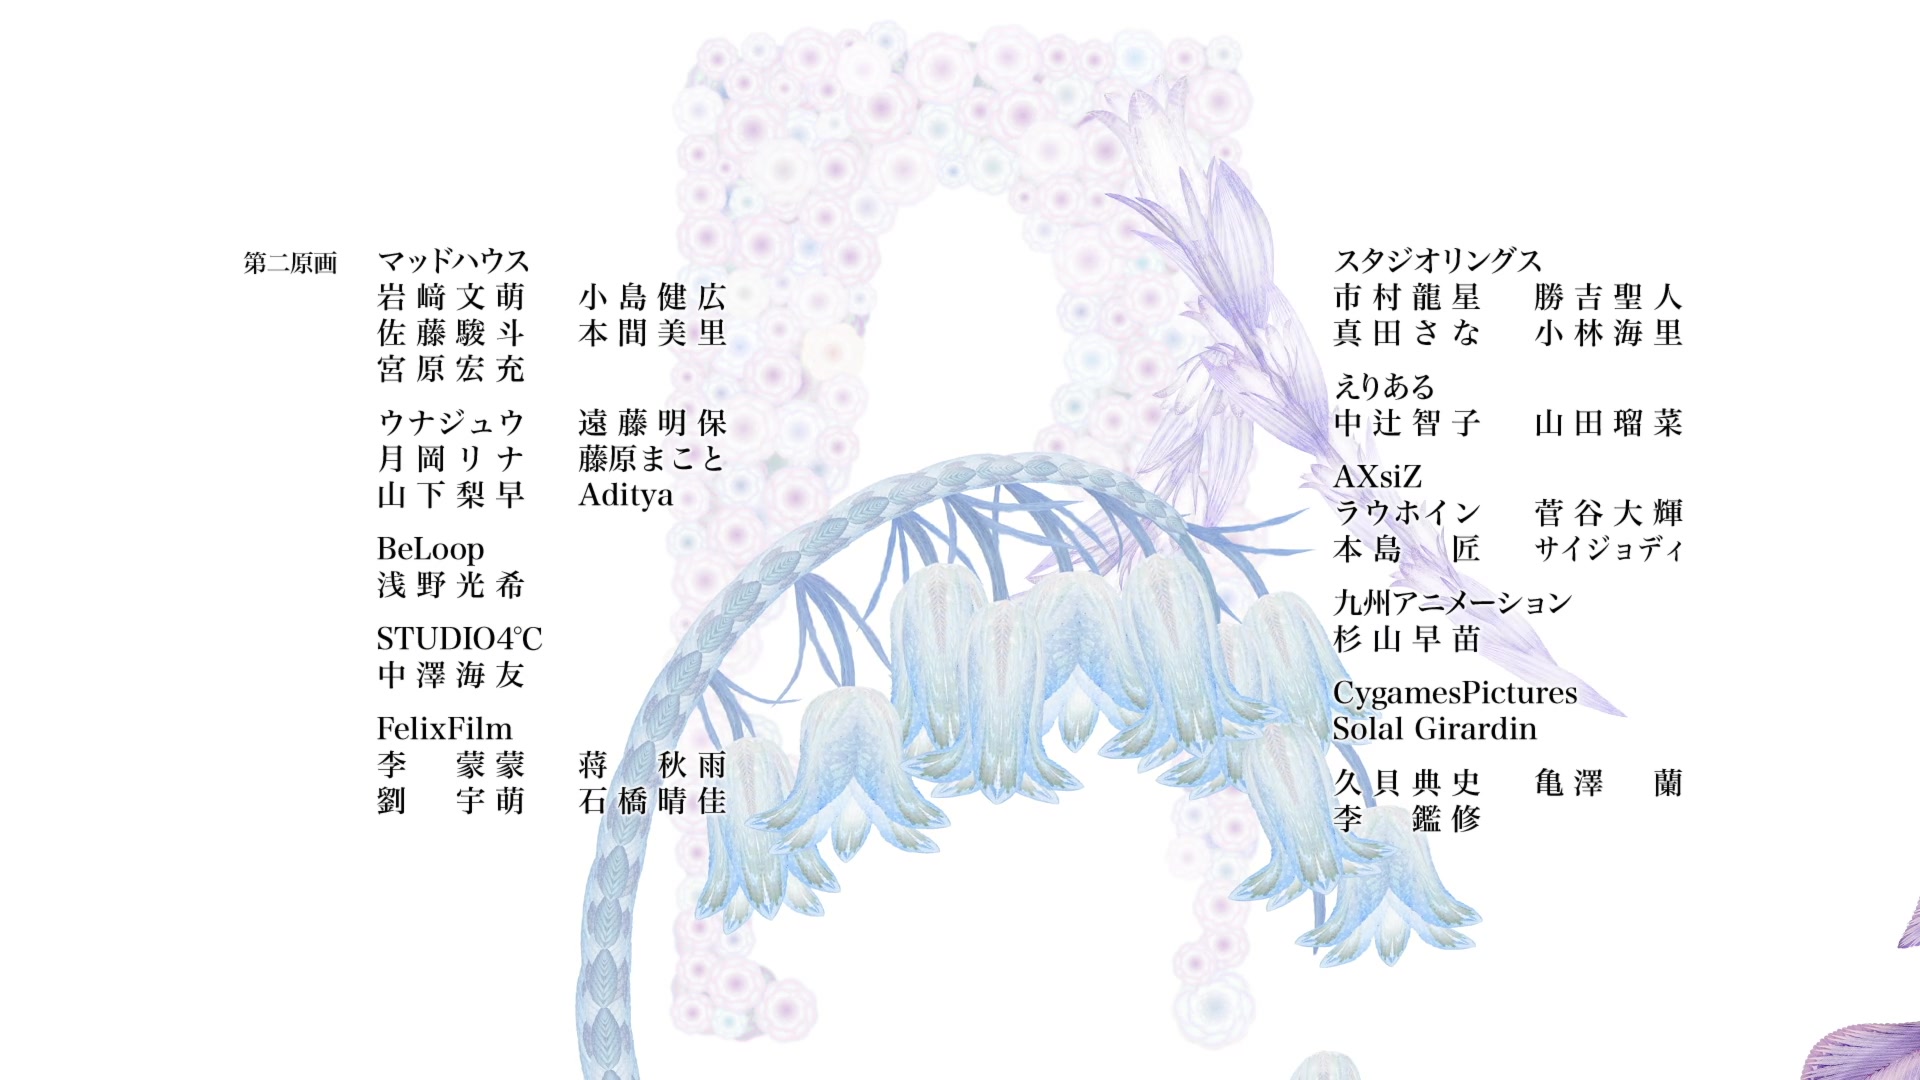 第二原画 マッドハウス
岩﨑文萌 小島健広
佐藤駿斗 本間美里
宮原宏充
ウナジュウ 遠藤明保
月岡リナ 藤原まこと
山下梨早 Aditya
BeLoop
浅野光希
STUDIO4℃
中澤海友
FelixFilm
李 蒙蒙 蒋 秋雨
劉 宇萌 石橋晴佳
スタジオリングス
市村龍星 勝吉聖人
真田さな 小林海里
えりある
中辻智子 山田瑠菜
AXsiZ
ラウホイン 菅谷大輝
本島 匠 サイジョディ
九州アニメーション
杉山早苗
CygamesPictures
Solal Girardin
久貝典史 亀澤 蘭
李 鑑修